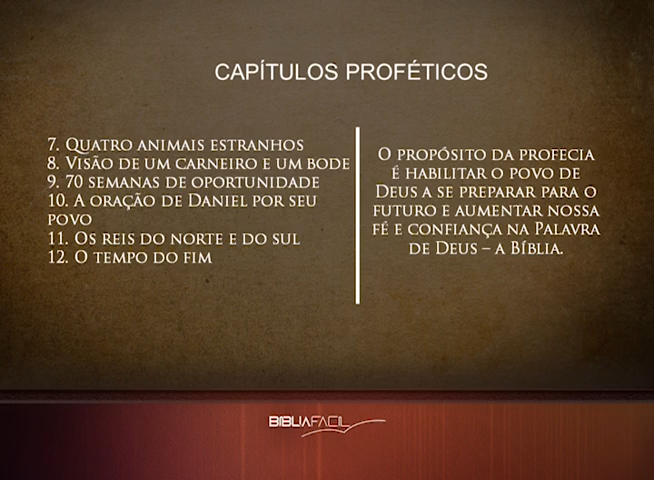 CAPÍTULOS PROFÉTICOS
7. Quatro animais estranhos
8. Visão de um carneiro e um bode
9. 70 semanas de oportunidade
10. A oração de Daniel por seu
povo
11. Os reis do norte e do sul
12. O tempo do fim
O propósito da profecia
é habilitar o povo de
Deus a se preparar para o
futuro e aumentar nossa
fé e confiança na Palavra
de Deus – a Bíblia.
BÍBLIAFÁCIL